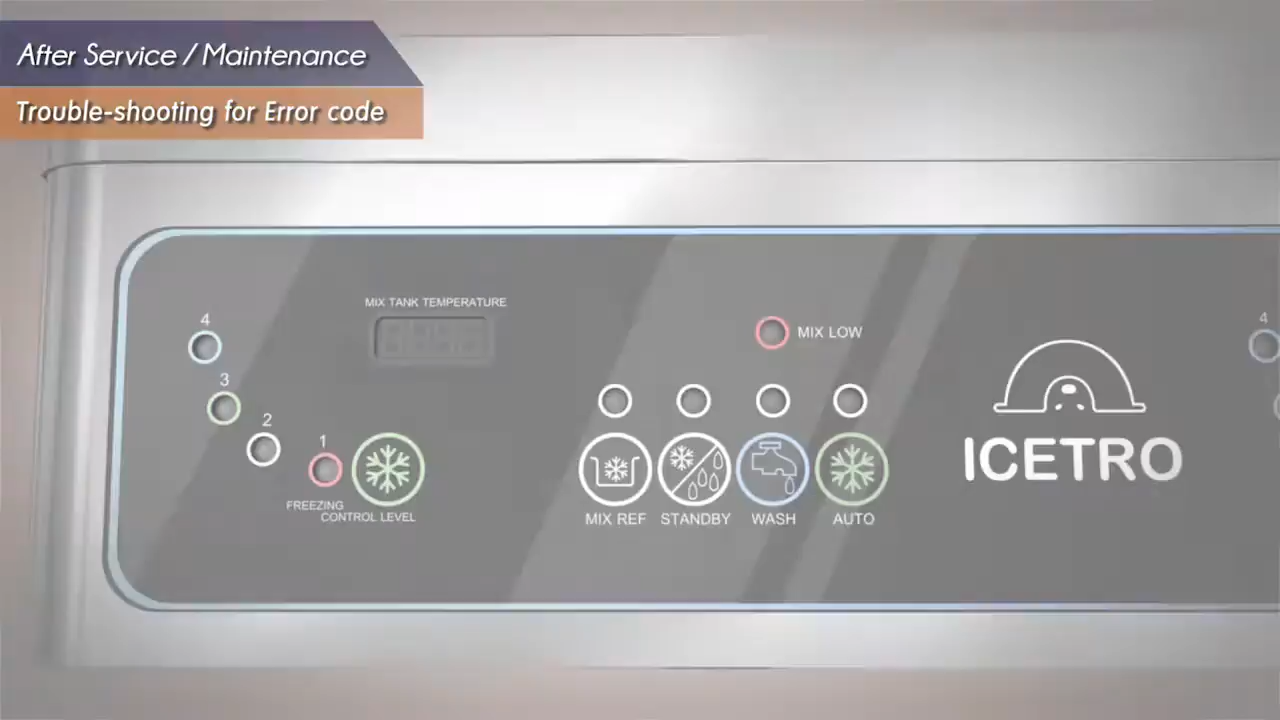 After Service / Maintenance
Trouble-shooting for Error code
MIX TANK TEMPERATURE
4
3
2
1
FREEZING
CONTROL LEVEL
MIX LOW
MIX REF STANDBY WASH AUTO
ICETRO
4